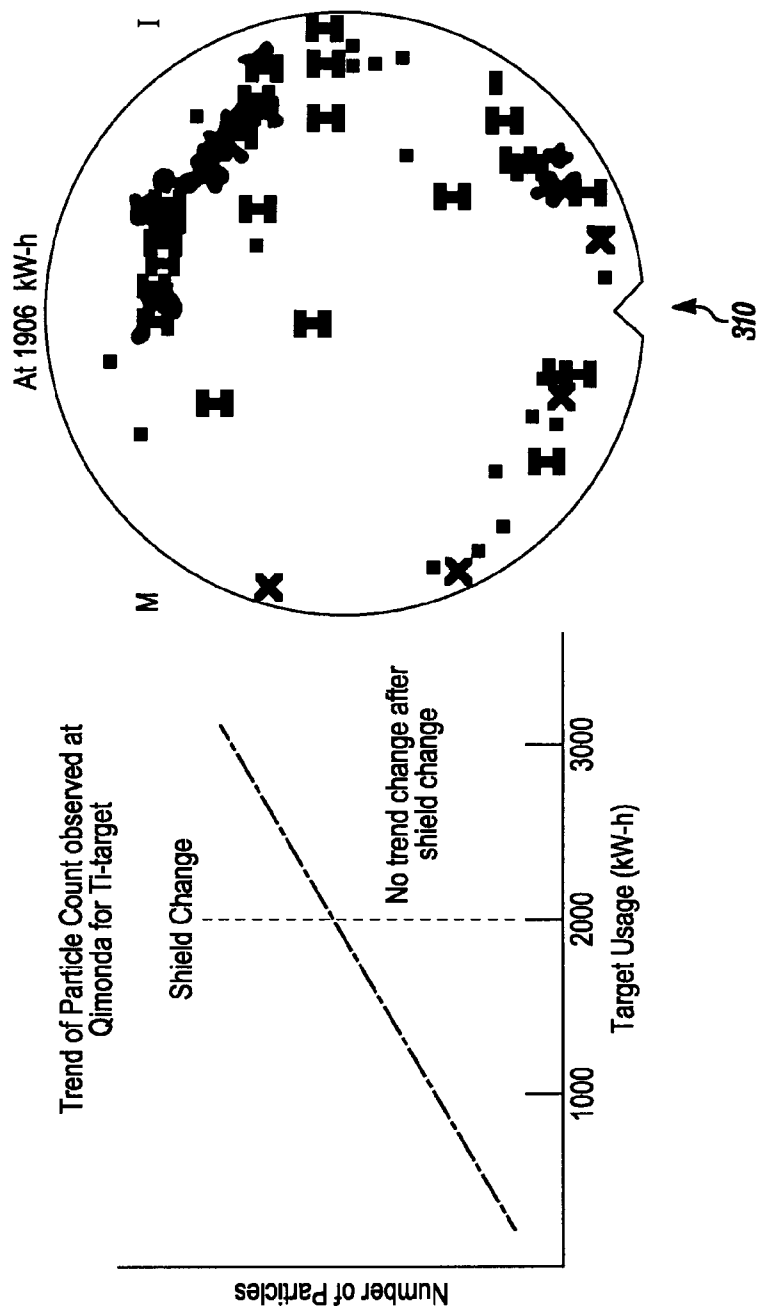 Trend of Particle Count observed at
Qimonda for Ti-target
Shield Change
No trend change after
shield change
Number of Particles
1000
2000
3000
Target Usage (kW-h)
At 1906 kW-h
M
I
310